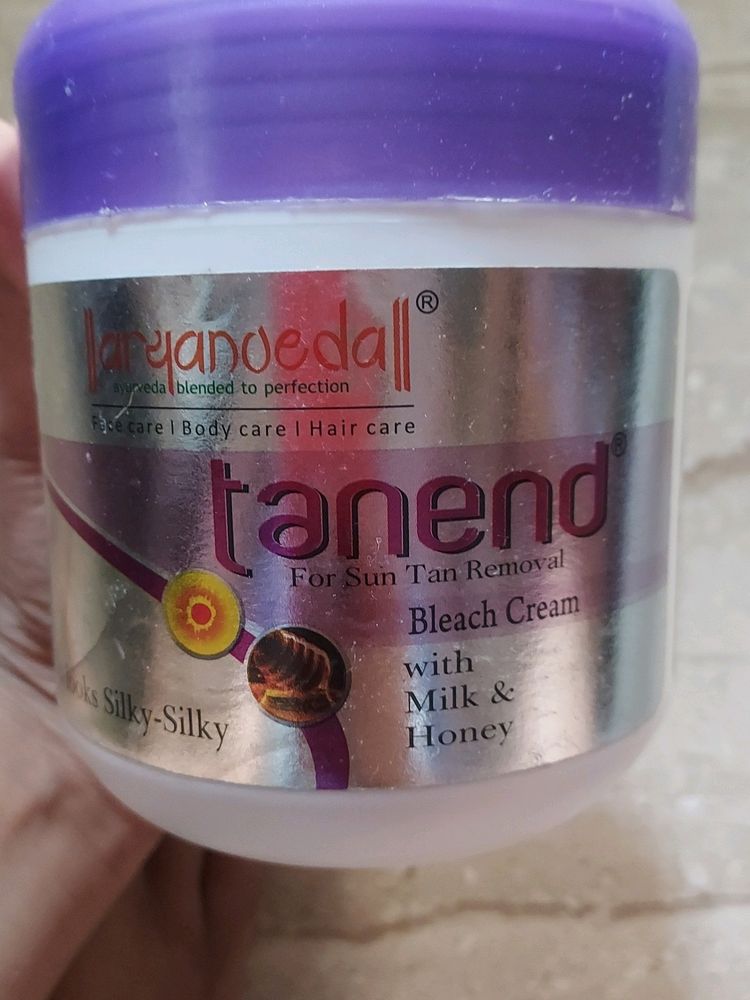 ||aryanveda|| ®
ayurveda blended to perfection
Face care | Body care | Hair care
tanend ®
For Sun Tan Removal
Bleach Cream
with
Milk &
Honey
Silky-Silky